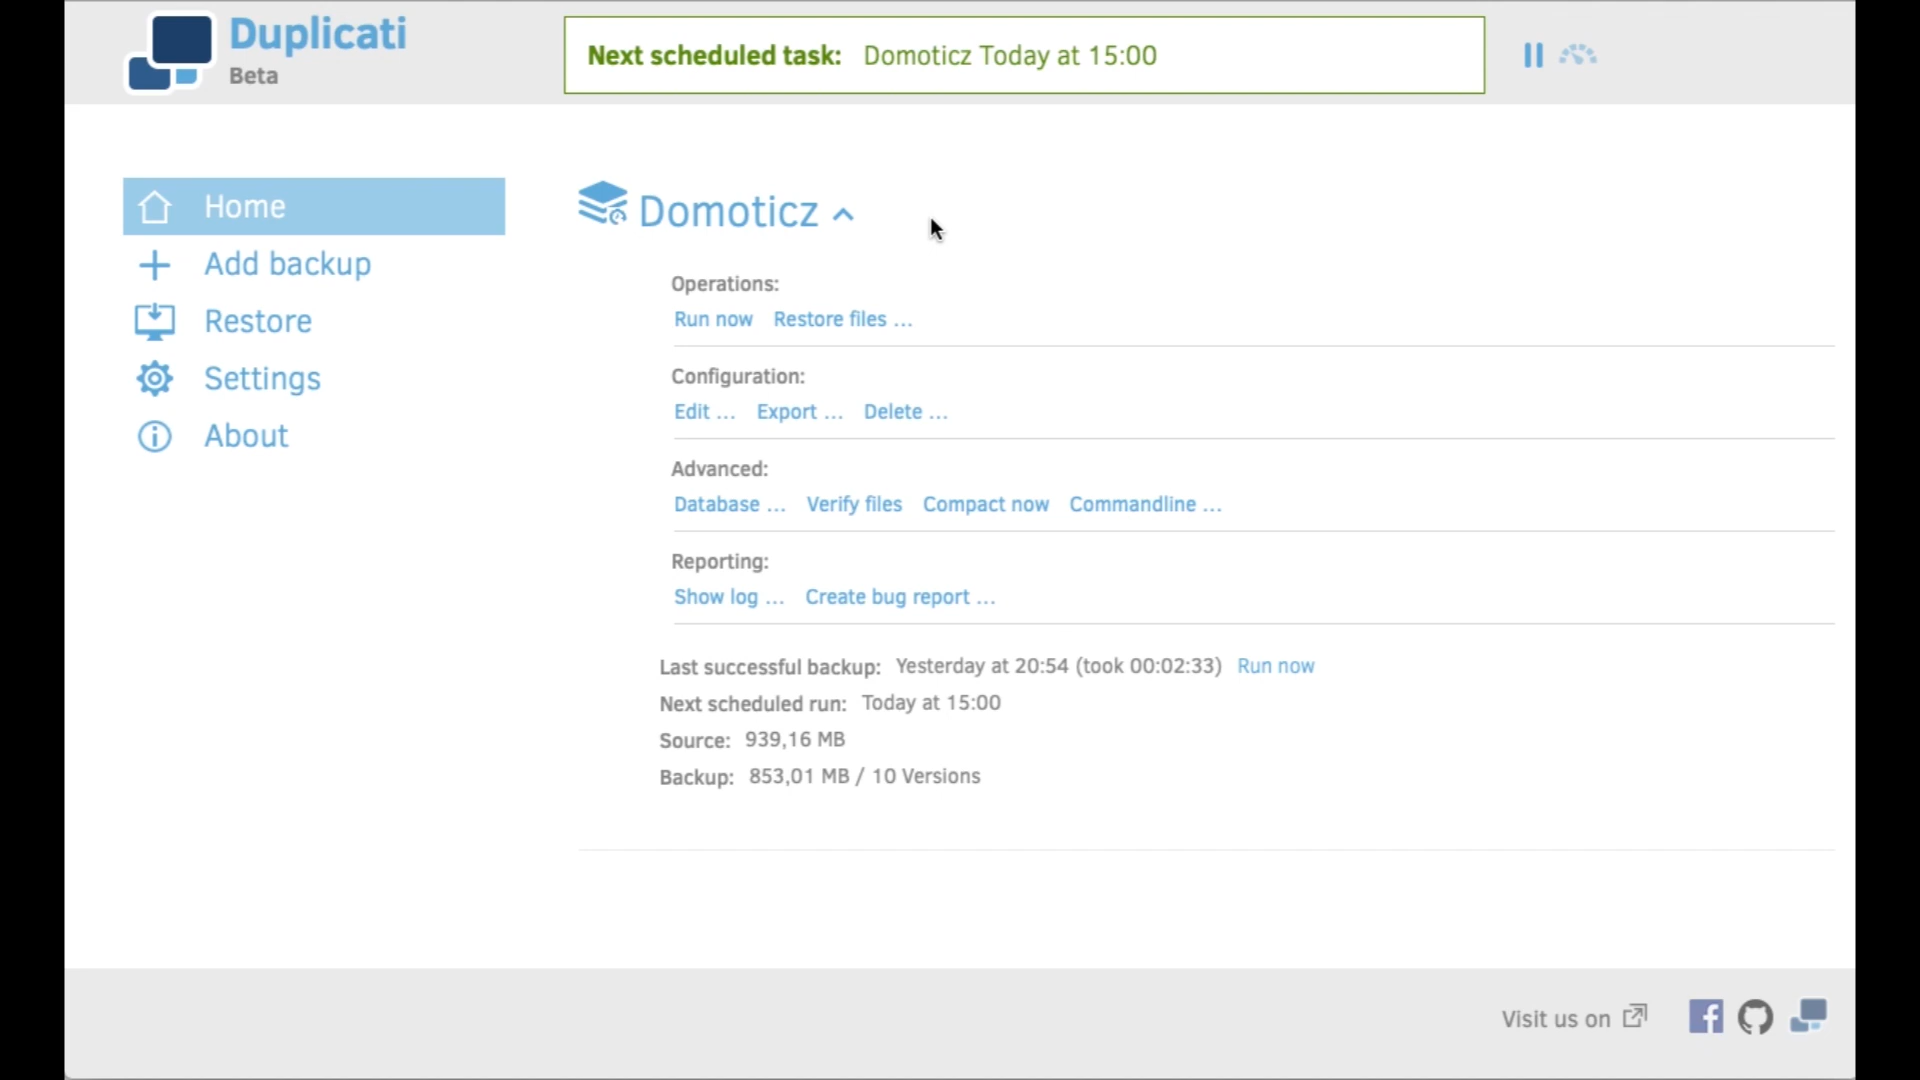 Duplicati
Beta
Next scheduled task: Domoticz Today at 15:00
Home
Add backup
Restore
Settings
About
Domoticz
Operations:
Run now Restore files ...
Configuration:
Edit ... Export ... Delete ...
Advanced:
Database ... Verify files Compact now Commandline ...
Reporting:
Show log ... Create bug report ...
Last successful backup: Yesterday at 20:54 (took 00:02:33) Run now
Next scheduled run: Today at 15:00
Source: 939,16 MB
Backup: 853,01 MB / 10 Versions
Visit us on